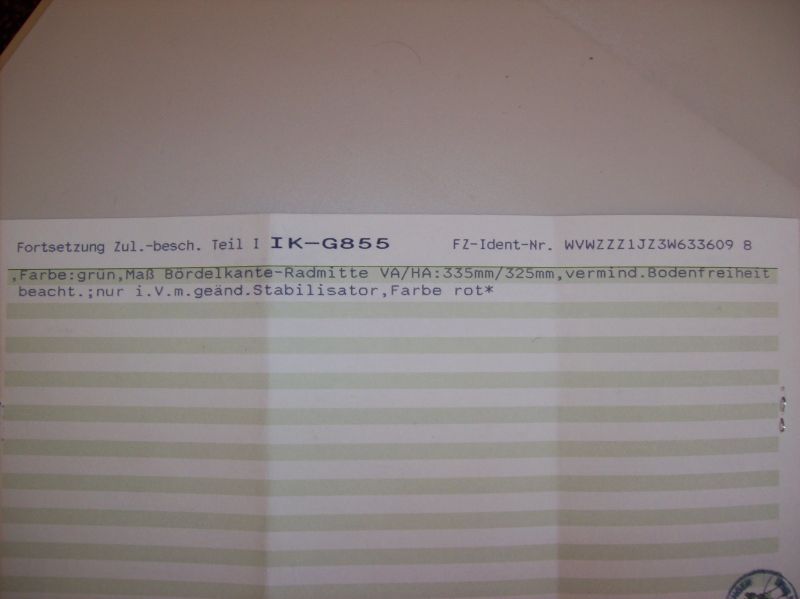 Fortsetzung Zul.-besch. Teil I IK-G855 FZ-Ident-Nr. WVWZZZ1JZ3W633609 8
,Farbe:grün,Maß Bördelkante-Radmitte VA/HA:335mm/325mm,vermind.Bodenfreiheit
beacht.;nur i.V.m.geänd.Stabilisator,Farbe rot*